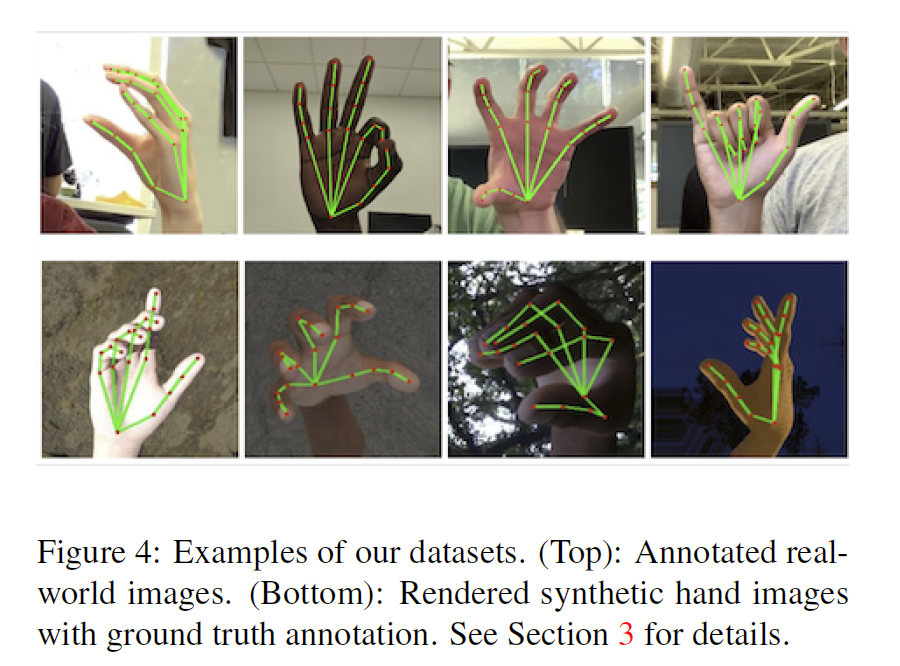 Figure 4: Examples of our datasets. (Top): Annotated real-
world images. (Bottom): Rendered synthetic hand images
with ground truth annotation. See Section 3 for details.